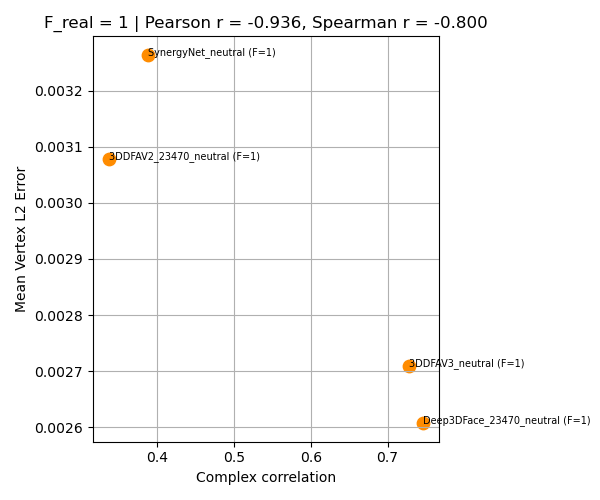 F_real = 1 | Pearson r = -0.936, Spearman r = -0.800
SynergyNet_neutral (F=1)
0.0032
3DDFAV2_23470_neutral (F=1)
0.0031
0.0030
Mean Vertex L2 Error
0.0029
0.0028
0.0027
3DDFAV3_neutral (F=1)
Deep3DFace_23470_neutral (F=1)
0.0026
0.4 0.5 0.6 0.7
Complex correlation